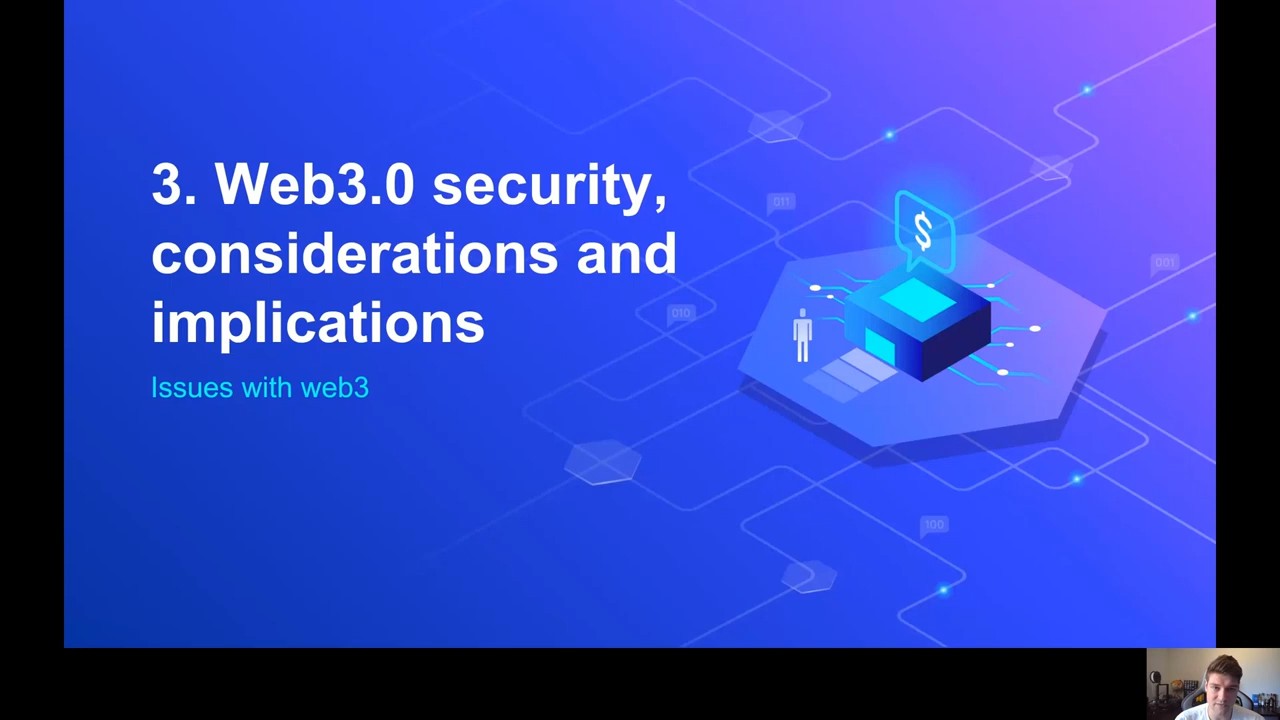 3. Web3.0 security,
considerations and
implications
Issues with web3
$
011
001
010
100